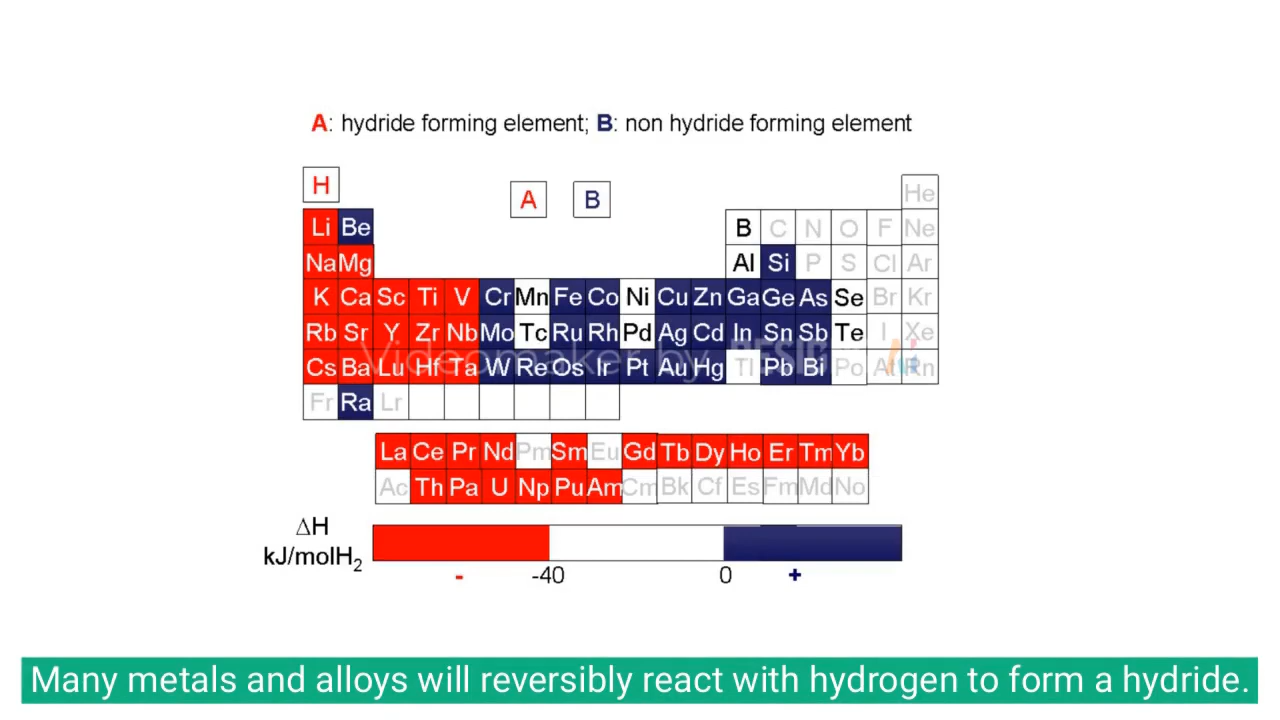 A: hydride forming element; B: non hydride forming element
H A B He
Li Be B C N O F Ne
Na Mg Al Si P S Cl Ar
K Ca Sc Ti V Cr Mn Fe Co Ni Cu Zn Ga Ge As Se Br Kr
Rb Sr Y Zr Nb Mo Tc Ru Rh Pd Ag Cd In Sn Sb Te I Xe
Videomaker by DESIGN
Cs Ba Lu Hf Ta W Re Os Ir Pt Au Hg Tl Pb Bi Po At Rn
Fr Ra Lr
La Ce Pr Nd Pm Sm Eu Gd Tb Dy Ho Er Tm Yb
Ac Th Pa U Np Pu Am Cm Bk Cf Es Fm Md No
ΔH
kJ/molH₂
- -40 0 +
Many metals and alloys will reversibly react with hydrogen to form a hydride.